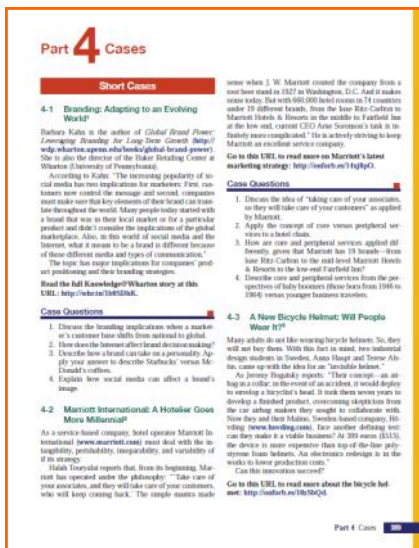 Part 4 Cases
Short Cases
4-1 Branding: Adapting to an Evolving
World¹
Barbara Kahn is the author of Global Brand Power:
Leveraging Branding for Long-Term Growth (http://
wdp.wharton.upenn.edu/books/global-brand-power).
She is also the director of the Baker Retailing Center at
Wharton (University of Pennsylvania).
According to Kahn: "The increasing popularity of so-
cial media has two implications for marketers: First, cus-
tomers now control the message and second, companies
must make sure that key elements of their brand can trans-
late throughout the world. Many people today started with
a brand that was in their local market or for a particular
product and didn't consider the implications of the global
marketplace. Also, in this world of social media and the
Internet, what it means to be a brand is different because
of these different media and types of communication."
The topic has major implications for companies' prod-
uct positioning and their branding strategies.
Read the full Knowledge@Wharton story at this
URL:
Case Questions
1. Discuss the branding implications when a market-
er's customer base shifts from national to global.
2. How does the Internet affect brand decision making?
3. Describe how a brand can take on a personality. Ap-
ply your answer to describe Starbucks' versus Mc-
Donald's coffees.
4. Explain how social media can affect a brand's
image.
4-2 Marriott International: A Hotelier Goes
More Millennial²
As a service-based company, hotel operator Marriott In-
ternational (www.marriott.com) must deal with the in-
tangibility, perishability, inseparability, and variability of
its strategy.
Halah Touryalai reports that, from its beginning, Mar-
riott has operated under the philosophy: "'Take care of
your associates, and they will take care of your customers,
who will keep coming back.' The simple mantra made
sense when J. W. Marriott created the company from a
root beer stand in 1927 in Washington, D.C. And it makes
sense today. But with 660,000 hotel rooms in 74 countries
under 19 different brands, from the luxe Ritz-Carlton to
Marriott Hotels & Resorts in the middle to Fairfield Inn
at the low end, current CEO Arne Sorenson's task is in-
finitely more complicated." He is actively striving to keep
Marriott an excellent service company.
Go to this URL to read more on Marriott's latest
marketing strategy:
Case Questions
1. Discuss the idea of "taking care of your associates,
so they will take care of your customers" as applied
by Marriott.
2. Apply the concept of core versus peripheral ser-
vices to a hotel chain.
3. How are core and peripheral services applied dif-
ferently, given that Marriott has 19 brands—from
luxe Ritz-Carlton to the mid-level Marriott Hotels
& Resorts to the low-end Fairfield Inn?
4. Describe core and peripheral services from the per-
spectives of baby boomers (those born from 1946 to
1964) versus younger business travelers.
4-3 A New Bicycle Helmet: Will People
Wear It?³
Many adults do not like wearing bicycle helmets. So, they
will not buy them. With this fact in mind, two industrial
design students in Sweden, Anna Haupt and Terese Als-
tin, came up with the idea for an "invisible helmet."
As Jeremy Bogaisky reports: "Their concept—an air-
bag in a collar; in the event of an accident, it would deploy
to envelop a bicyclist's head. It took them seven years to
develop a finished product, overcoming skepticism from
the car airbag makers they sought to collaborate with.
Now they and their Malmo, Sweden-based company, Hö-
vding (www.hovding.com), face another defining test:
can they make it a viable business? At 399 euros ($515),
the device is more expensive than top-of-the-line poly-
styrene foam helmets. An electronics redesign is in the
works to lower production costs."
Can this innovation succeed?
Go to this URL to read more about the bicycle hel-
met:
Part 4 Cases